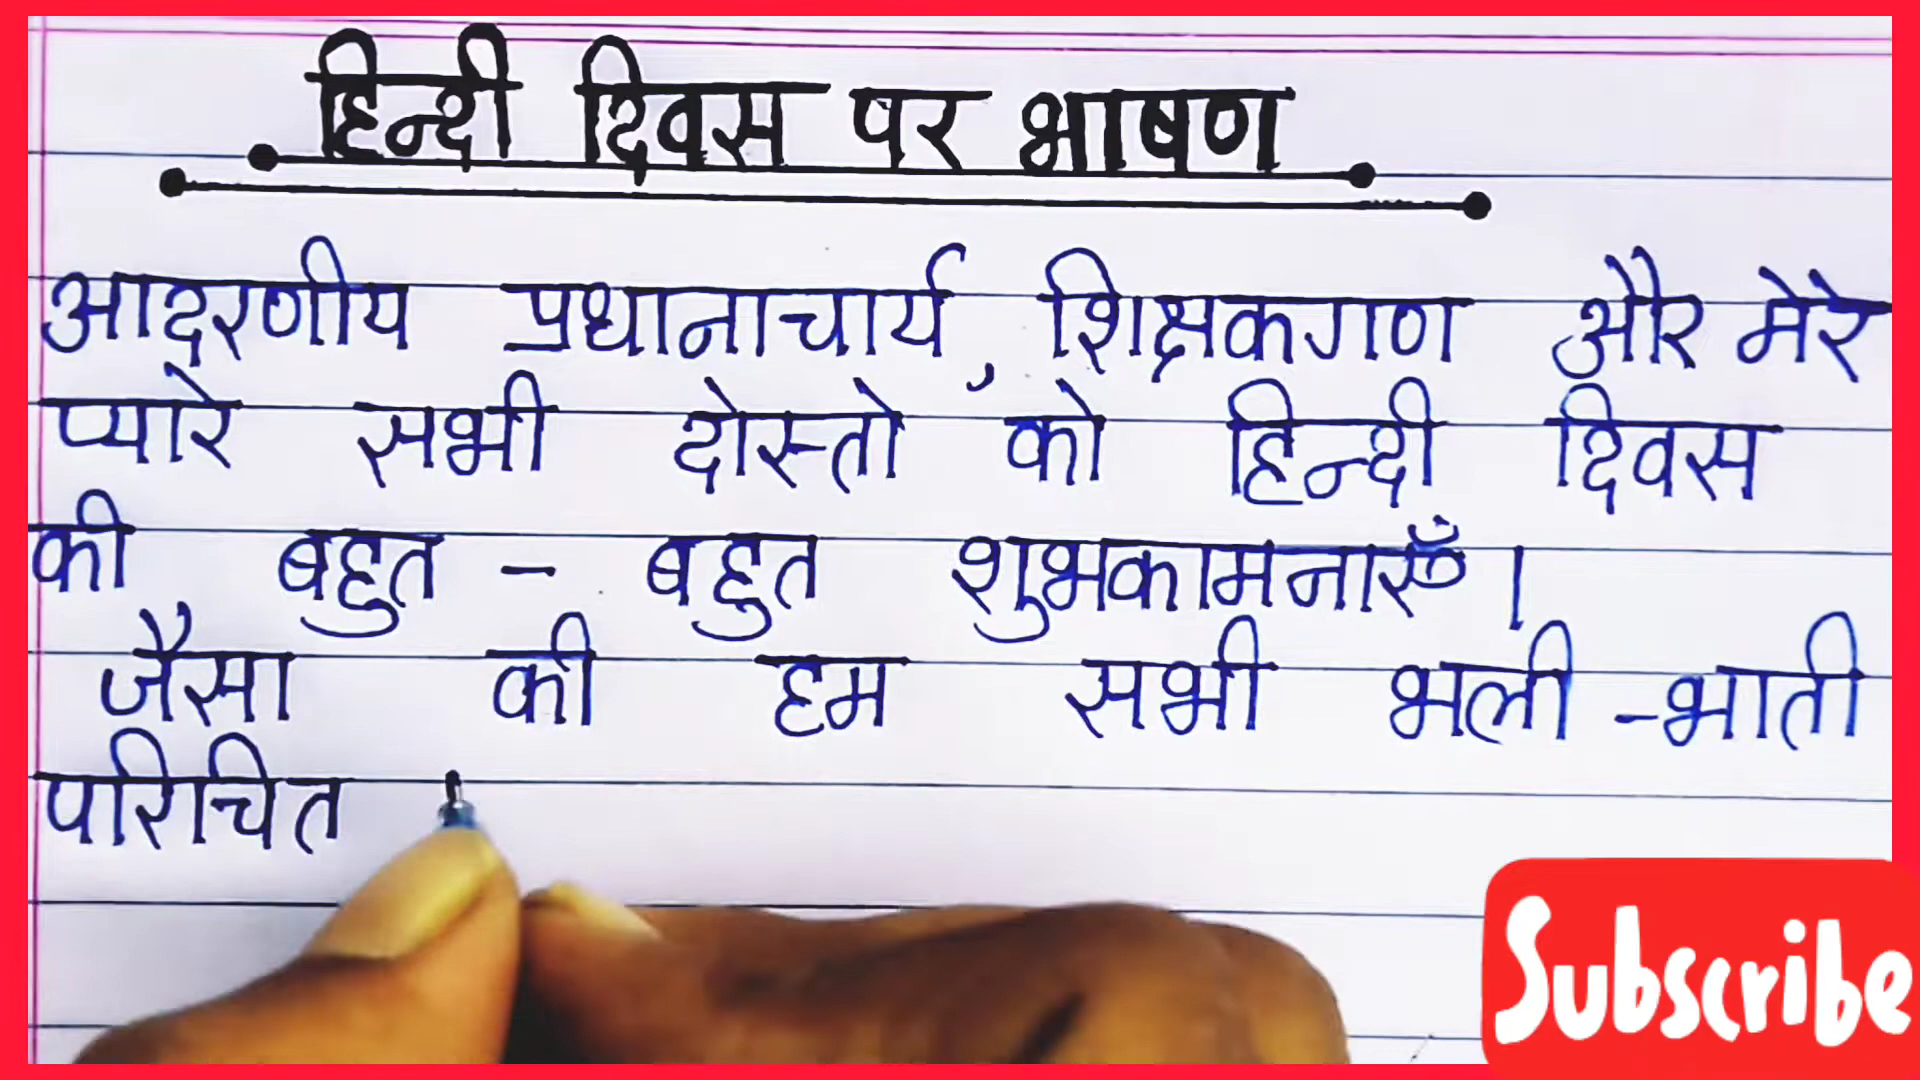 हिन्दी दिवस पर भाषण
आदरणीय प्रधानाचार्य, शिक्षकगण और मेरे
प्यारे सभी दोस्तो को हिन्दी दिवस
की बहुत - बहुत शुभकामनाएँ।
जैसा की हम सभी भली -भाती
परिचित
Subscribe